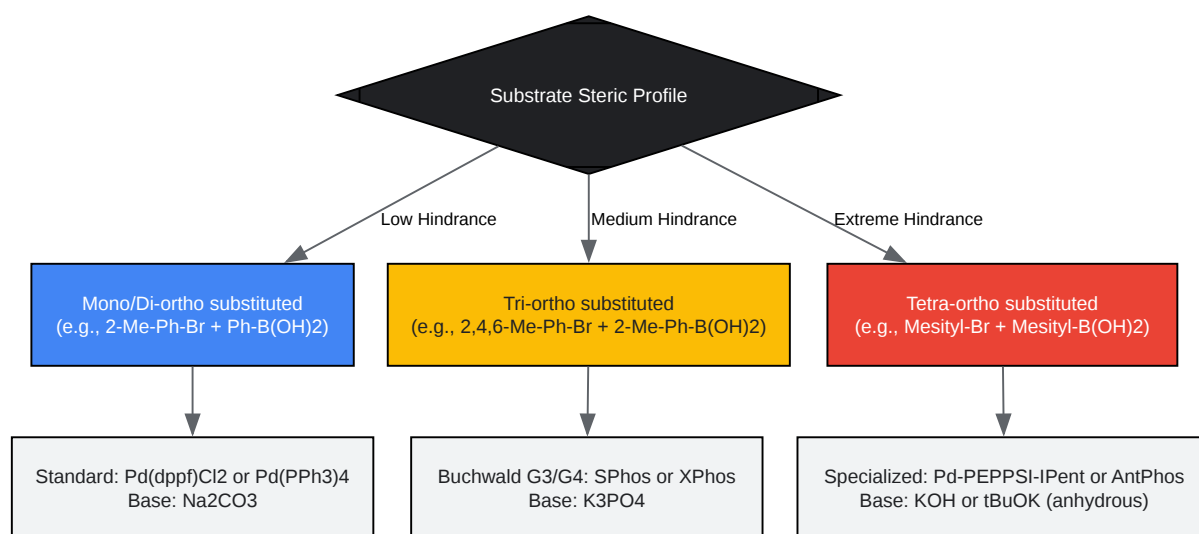 Substrate Steric Profile
Low Hindrance
Medium Hindrance
Extreme Hindrance
Mono/Di-ortho substituted
(e.g., 2-Me-Ph-Br + Ph-B(OH)2)
Tri-ortho substituted
(e.g., 2,4,6-Me-Ph-Br + 2-Me-Ph-B(OH)2)
Tetra-ortho substituted
(e.g., Mesityl-Br + Mesityl-B(OH)2)
Standard: Pd(dppf)Cl2 or Pd(PPh3)4
Base: Na2CO3
Buchwald G3/G4: SPhos or XPhos
Base: K3PO4
Specialized: Pd-PEPPSI-IPent or AntPhos
Base: KOH or tBuOK (anhydrous)